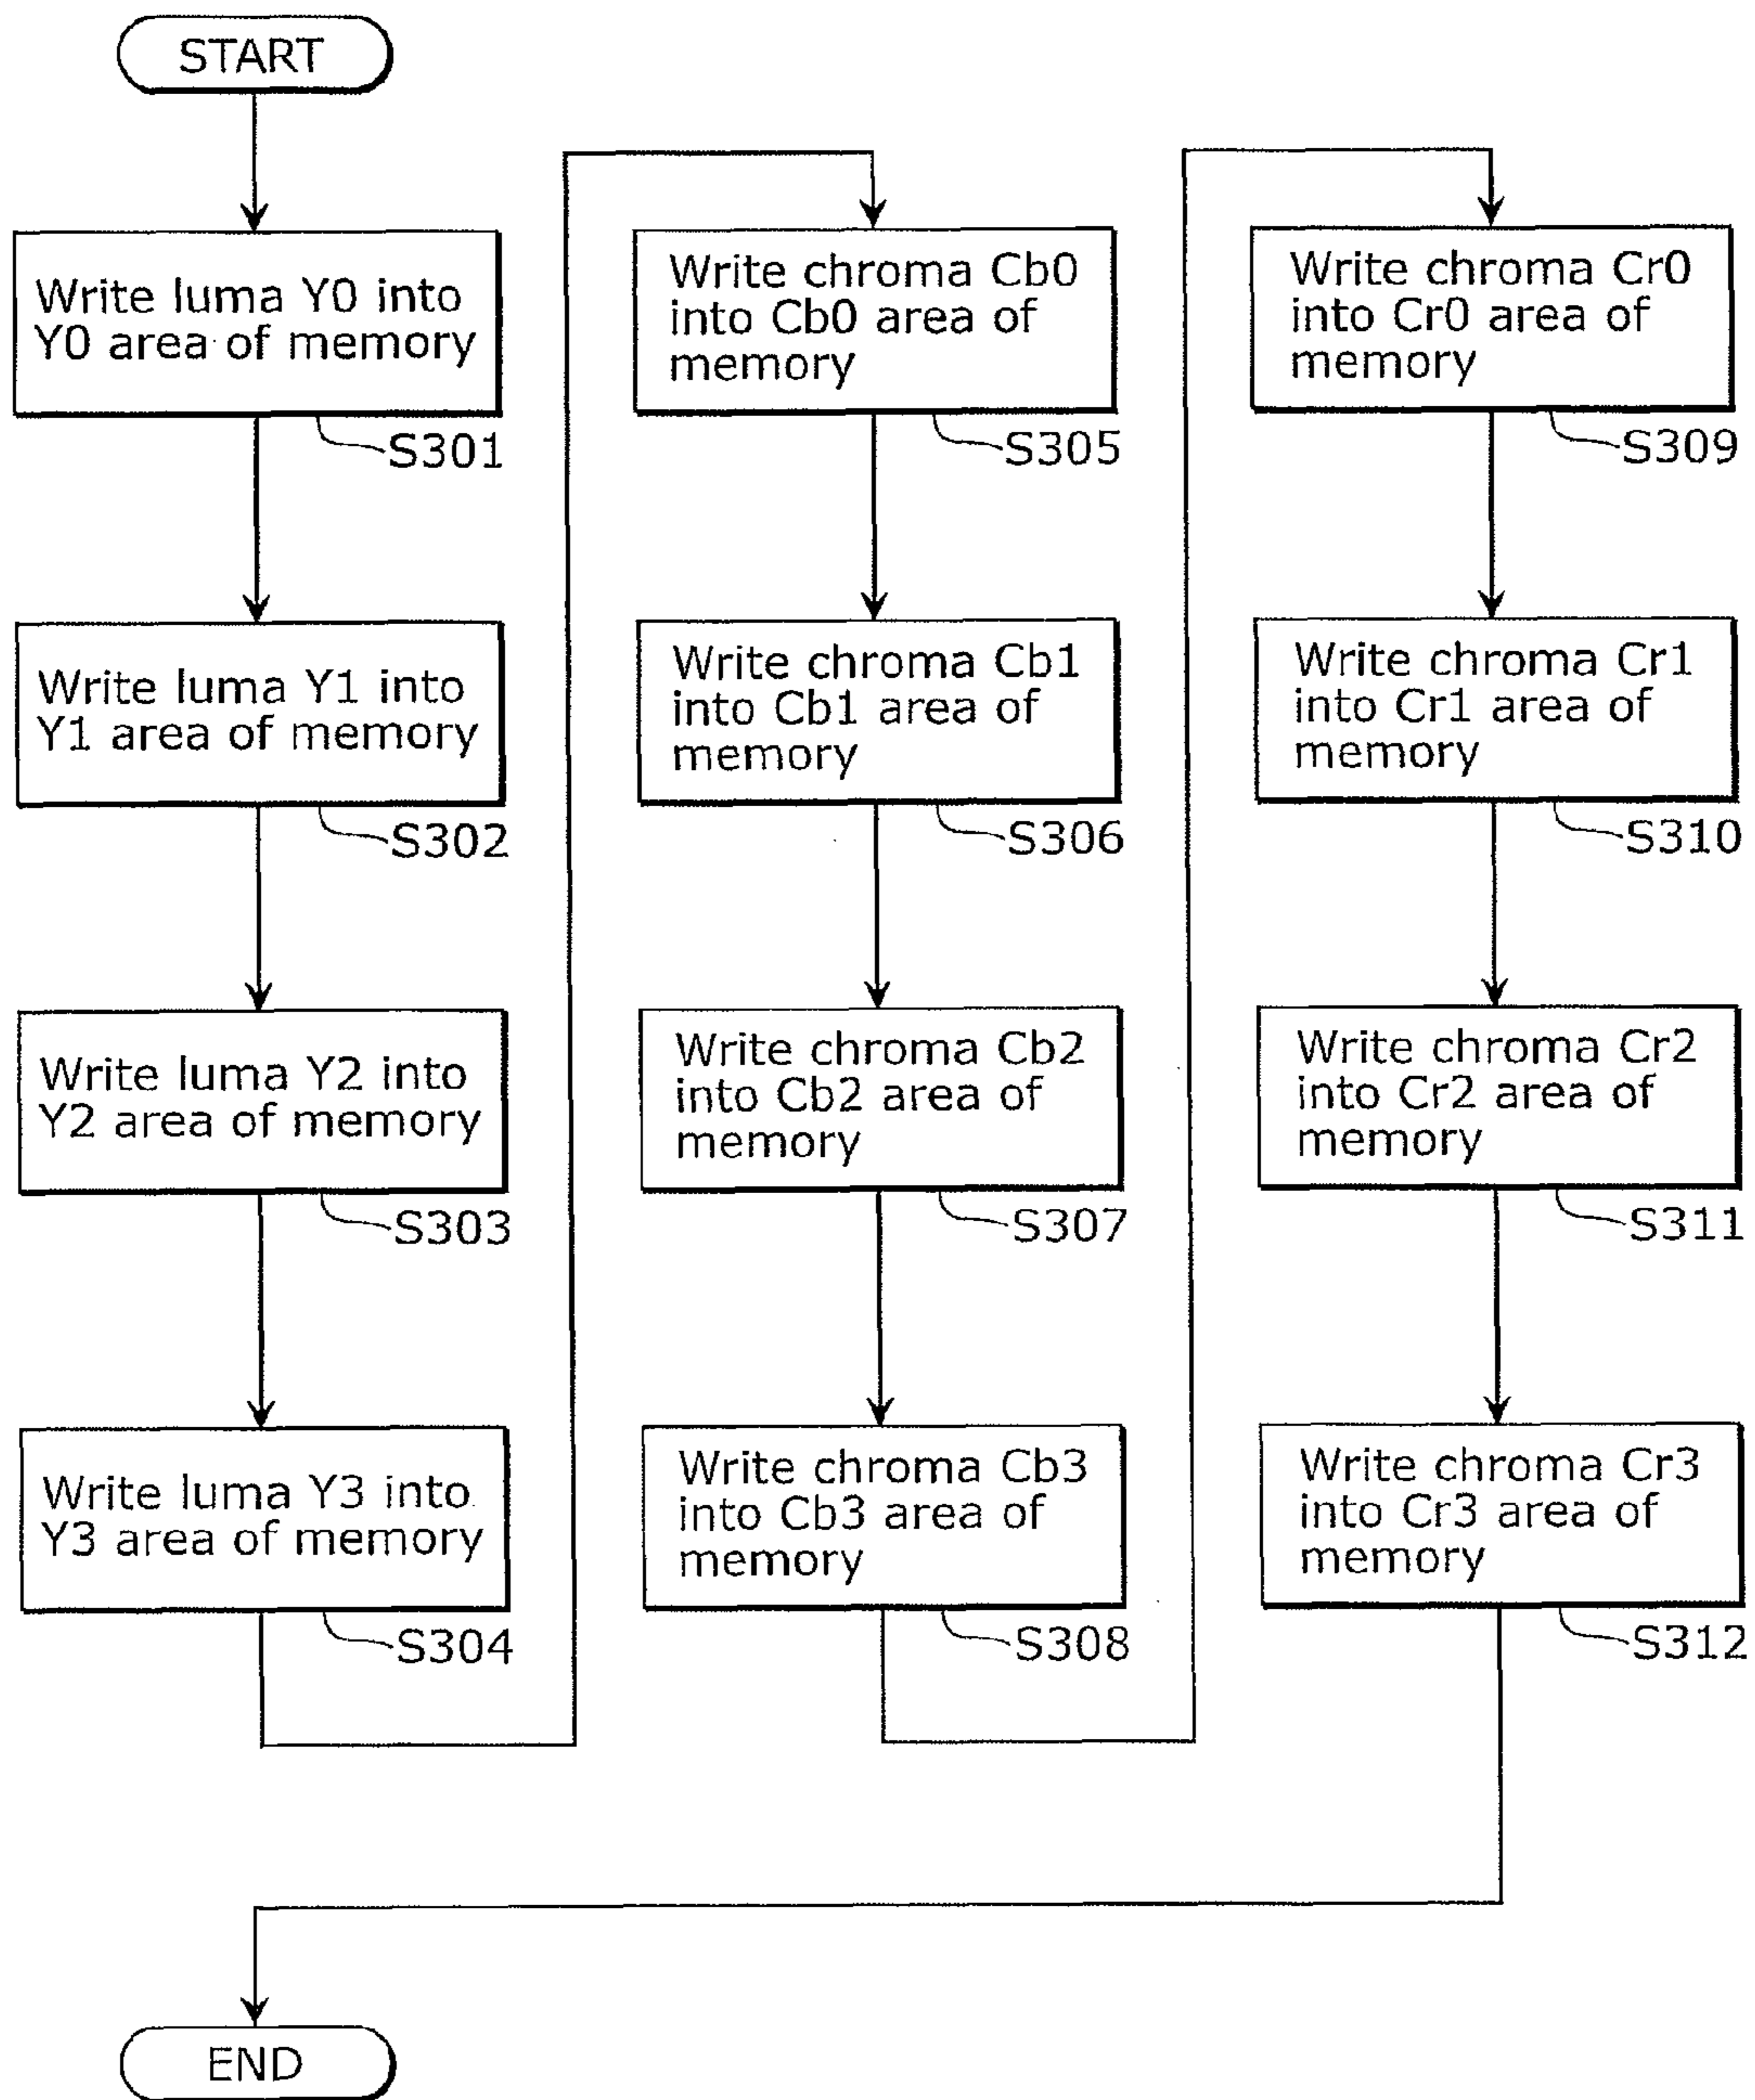 START
Write luma Y0 into
Y0 area of memory
S301
Write luma Y1 into
Y1 area of memory
S302
Write luma Y2 into
Y2 area of memory
S303
Write luma Y3 into
Y3 area of memory
S304
Write chroma Cb0
into Cb0 area of
memory
S305
Write chroma Cb1
into Cb1 area of
memory
S306
Write chroma Cb2
into Cb2 area of
memory
S307
Write chroma Cb3
into Cb3 area of
memory
S308
Write chroma Cr0
into Cr0 area of
memory
S309
Write chroma Cr1
into Cr1 area of
memory
S310
Write chroma Cr2
into Cr2 area of
memory
S311
Write chroma Cr3
into Cr3 area of
memory
S312
END